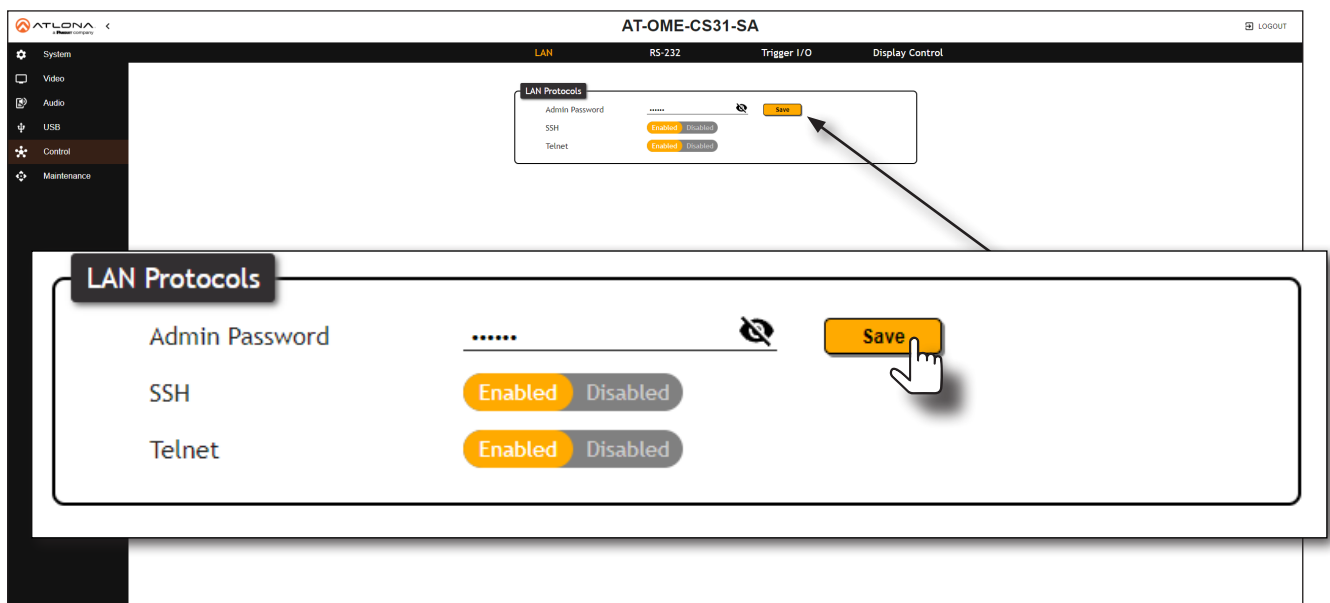 ATLONA
a Panduit company
AT-OME-CS31-SA
LOGOUT
System
Video
Audio
USB
Control
Maintenance
LAN RS-232 Trigger I/O Display Control
LAN Protocols
Admin Password •••••• Save
SSH Enabled Disabled
Telnet Enabled Disabled
LAN Protocols
Admin Password •••••• Save
SSH Enabled Disabled
Telnet Enabled Disabled